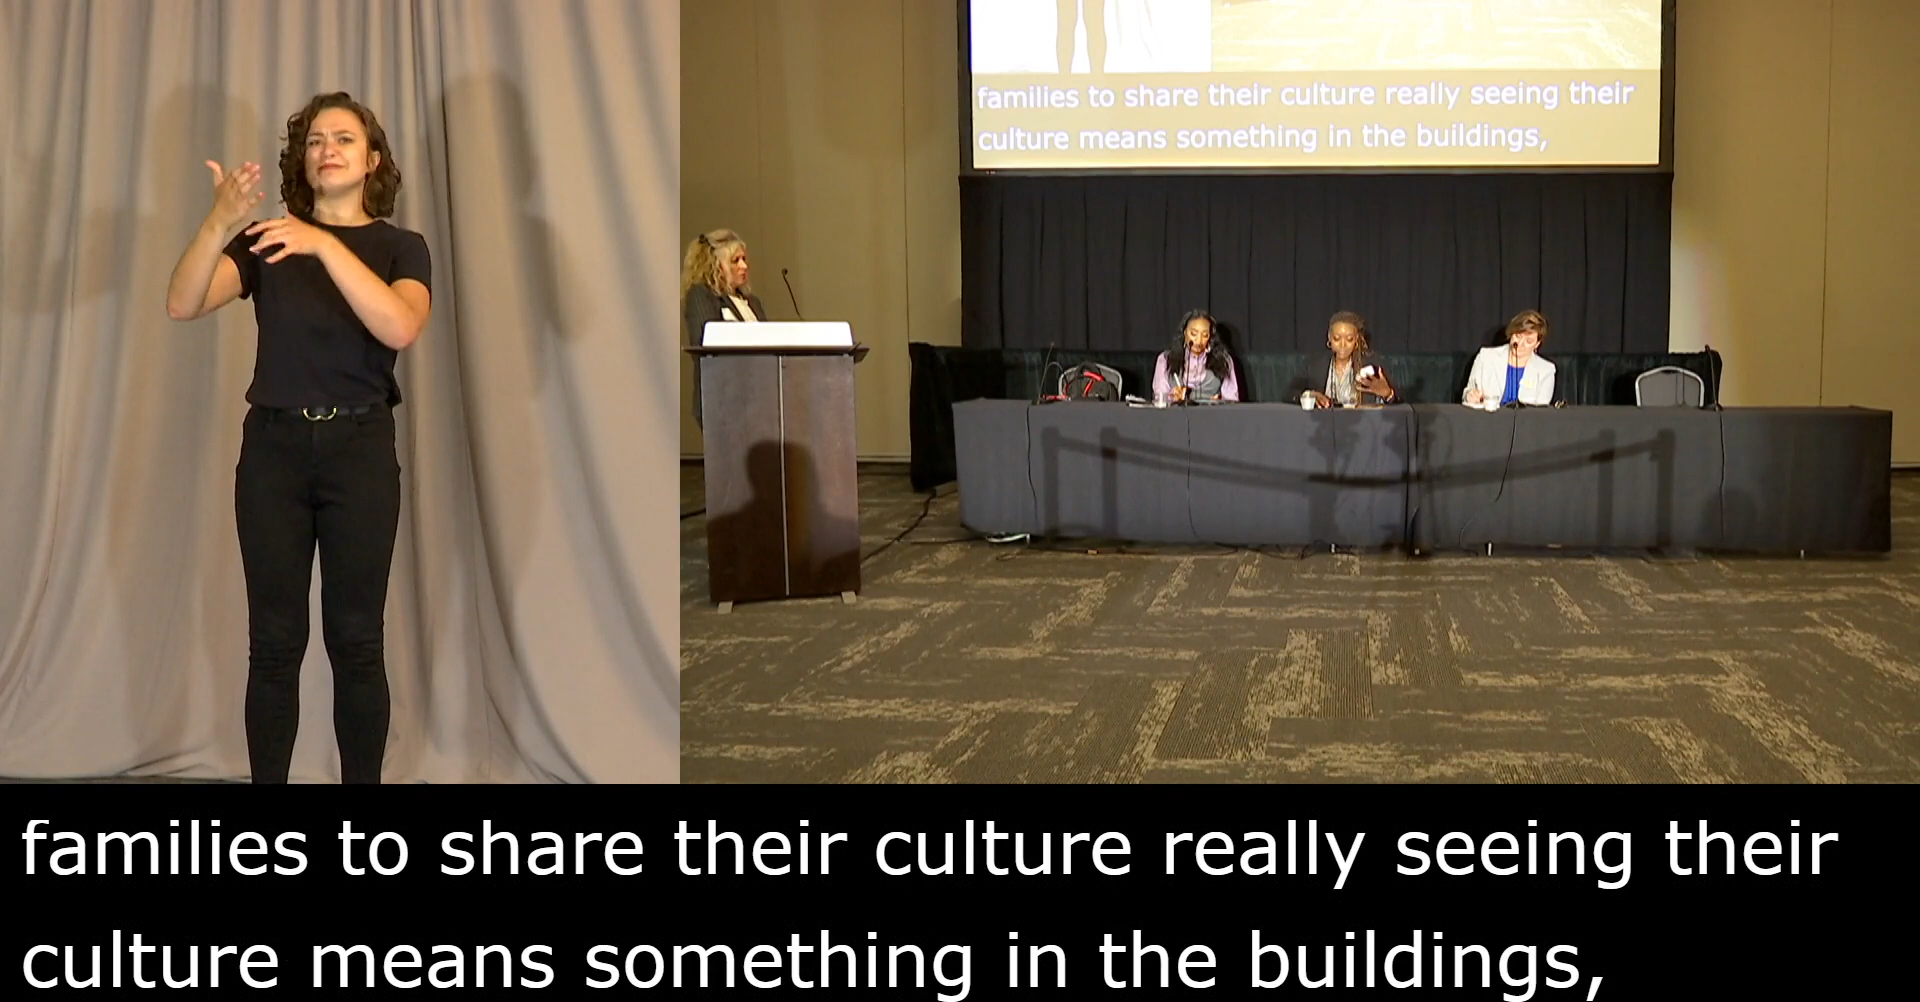 families to share their culture really seeing their
culture means something in the buildings,
families to share their culture really seeing their
culture means something in the buildings,